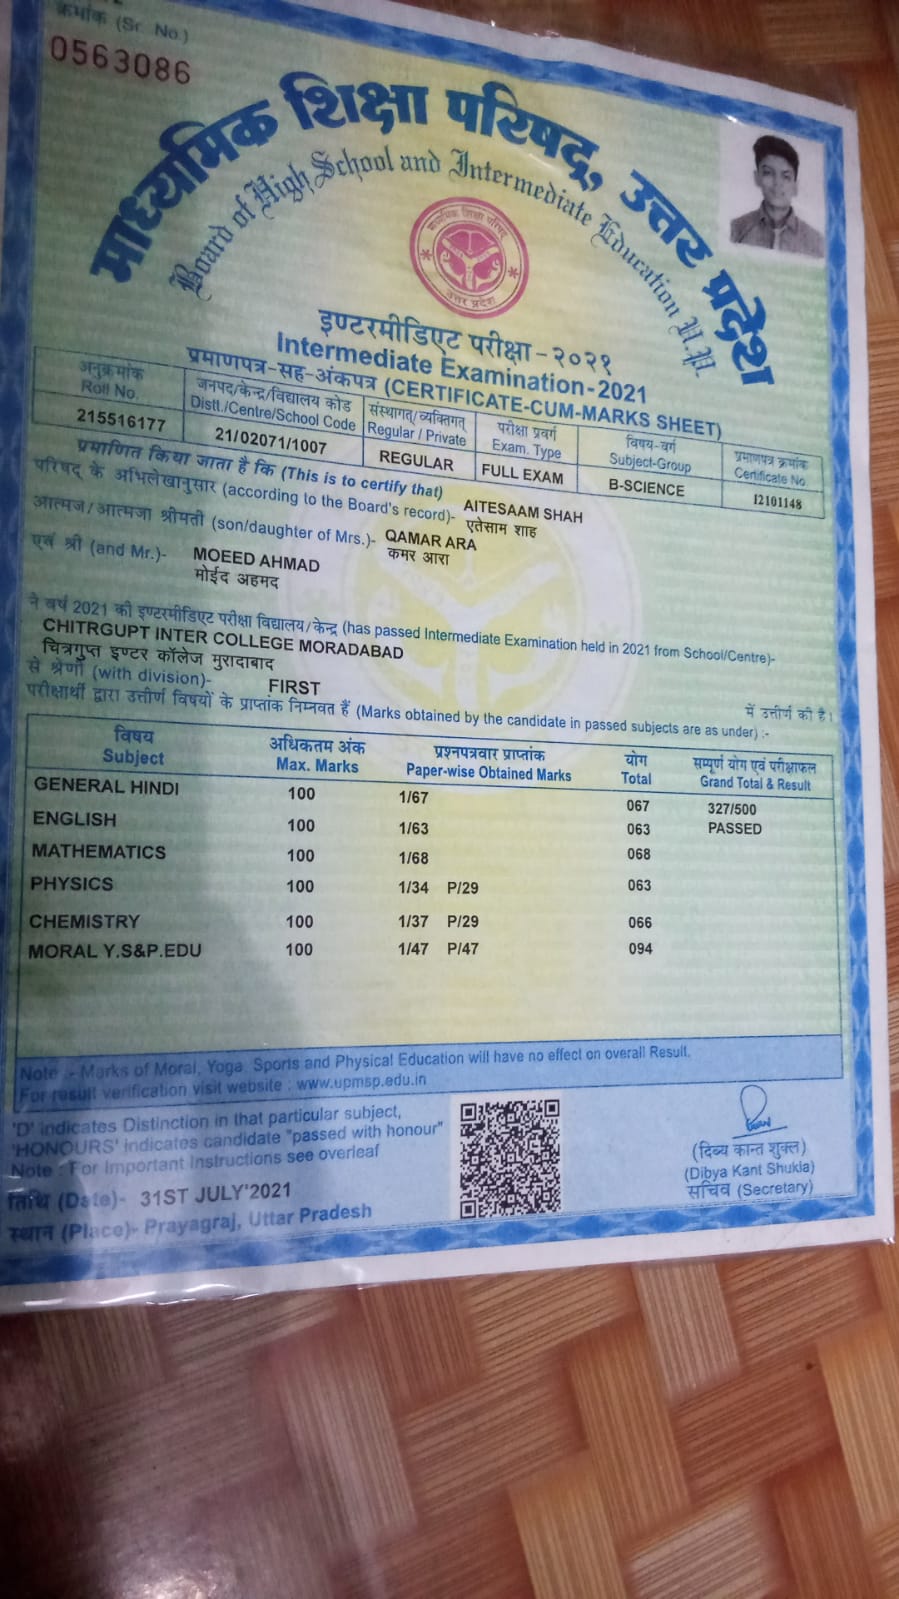 क्रमांक (Sr. No.)
0563086
माध्यमिक शिक्षा परिषद्, उत्तर प्रदेश
Board of High School and Intermediate Education U.P.
माध्यमिक शिक्षा परिषद्
उत्तर प्रदेश
इण्टरमीडिएट परीक्षा-२०२१
Intermediate Examination-2021
प्रमाणपत्र-सह-अंकपत्र (CERTIFICATE-CUM-MARKS SHEET)
अनुक्रमांक जनपद/केन्द्र/विद्यालय कोड संस्थागत/व्यक्तिगत परीक्षा प्रवर्ग विषय-वर्ग प्रमाणपत्र क्रमांक
Roll No. Distt./Centre/School Code Regular / Private Exam. Type Subject-Group Certificate No.
215516177 21/02071/1007 REGULAR FULL EXAM B-SCIENCE 12101148
प्रमाणित किया जाता है कि (This is to certify that)
परिषद् के अभिलेखानुसार (according to the Board's record)- AITESAAM SHAH
एतेसाम शाह
आत्मज/आत्मजा श्रीमती (son/daughter of Mrs.)- QAMAR ARA
कमर आरा
एवं श्री (and Mr.)- MOEED AHMAD
मोईद अहमद
ने वर्ष 2021 की इण्टरमीडिएट परीक्षा विद्यालय/केन्द्र (has passed Intermediate Examination held in 2021 from School/Centre)-
CHITRGUPT INTER COLLEGE MORADABAD
चित्रगुप्त इण्टर कॉलेज मुरादाबाद
से श्रेणी (with division)- FIRST में उत्तीर्ण की है।
परीक्षार्थी द्वारा उत्तीर्ण विषयों के प्राप्तांक निम्नवत हैं (Marks obtained by the candidate in passed subjects are as under) :-
विषय अधिकतम अंक प्रश्नपत्रवार प्राप्तांक योग सम्पूर्ण योग एवं परीक्षाफल
Subject Max. Marks Paper-wise Obtained Marks Total Grand Total & Result
GENERAL HINDI 100 1/67 067 327/500
ENGLISH 100 1/63 063 PASSED
MATHEMATICS 100 1/68 068
PHYSICS 100 1/34 P/29 063
CHEMISTRY 100 1/37 P/29 066
MORAL Y.S&P.EDU 100 1/47 P/47 094
Note :- Marks of Moral, Yoga, Sports and Physical Education will have no effect on overall Result.
For result verification visit website : www.upmsp.edu.in
'D' indicates Distinction in that particular subject,
'HONOURS' indicates candidate "passed with honour"
Note : For Important Instructions see overleaf
तिथि (Date)- 31ST JULY'2021
स्थान (Place)- Prayagraj, Uttar Pradesh
(दिब्य कान्त शुक्ल)
(Dibya Kant Shukla)
सचिव (Secretary)